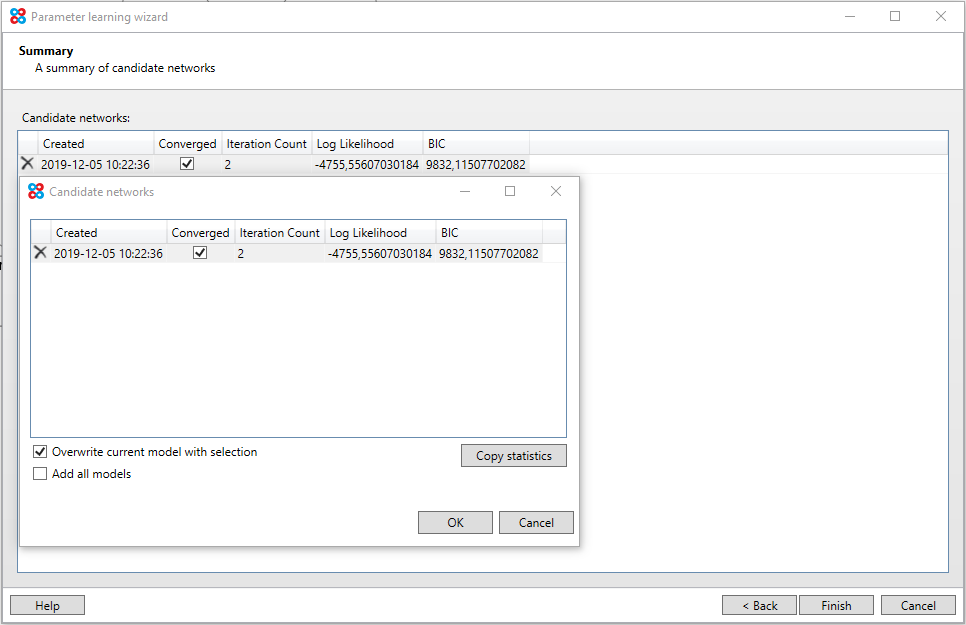 Parameter learning wizard
Summary
A summary of candidate networks
Candidate networks:
Created Converged Iteration Count Log Likelihood BIC
2019-12-05 10:22:36 2 -4755,55607030184 9832,11507702082
Candidate networks
Created Converged Iteration Count Log Likelihood BIC
2019-12-05 10:22:36 2 -4755,55607030184 9832,11507702082
Overwrite current model with selection
Copy statistics
Add all models
OK Cancel
Help < Back Finish Cancel